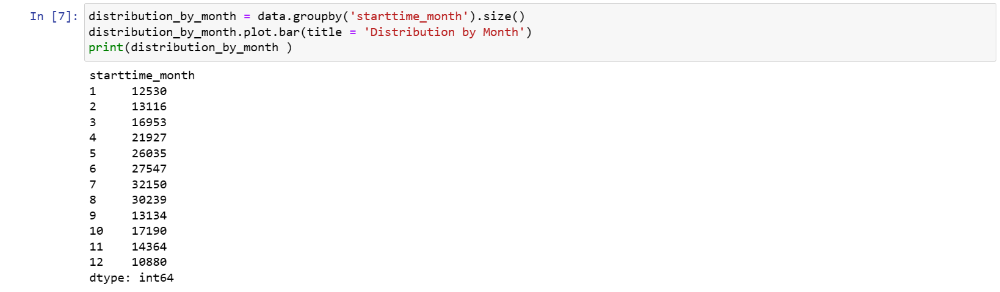 In [7]: distribution_by_month = data.groupby('starttime_month').size()
distribution_by_month.plot.bar(title = 'Distribution by Month')
print(distribution_by_month )
starttime_month
1     12530
2     13116
3     16953
4     21927
5     26035
6     27547
7     32150
8     30239
9     13134
10    17190
11    14364
12    10880
dtype: int64